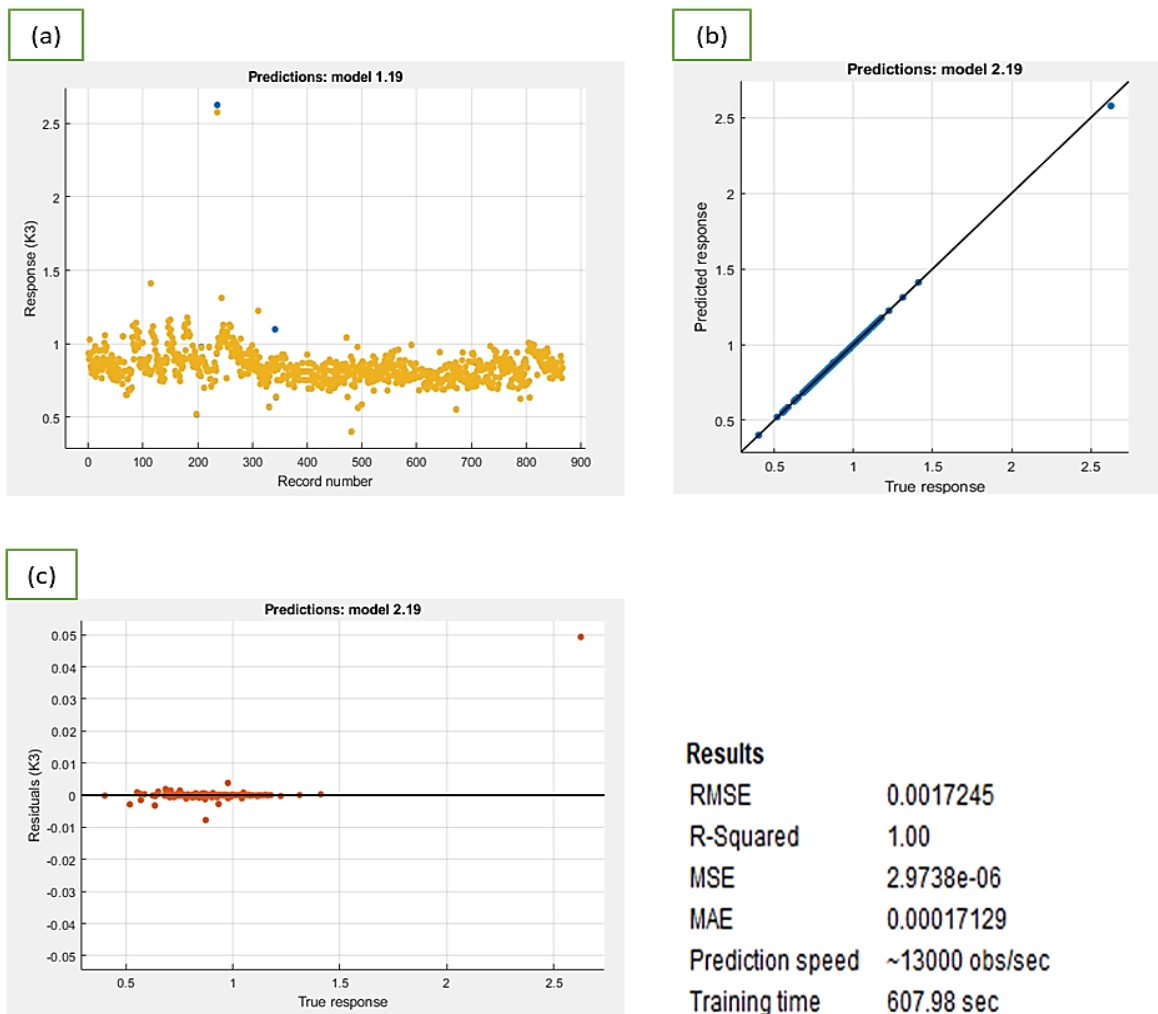 (a)
Predictions: model 1.19
Response (K3)
2.5
2
1.5
1
0.5
0 100 200 300 400 500 600 700 800 900
Record number
(b)
Predictions: model 2.19
Predicted response
2.5
2
1.5
1
0.5
0.5 1 1.5 2 2.5
True response
(c)
Predictions: model 2.19
Residuals (K3)
0.05
0.04
0.03
0.02
0.01
0
-0.01
-0.02
-0.03
-0.04
-0.05
0.5 1 1.5 2 2.5
True response
Results
RMSE 0.0017245
R-Squared 1.00
MSE 2.9738e-06
MAE 0.00017129
Prediction speed ~13000 obs/sec
Training time 607.98 sec